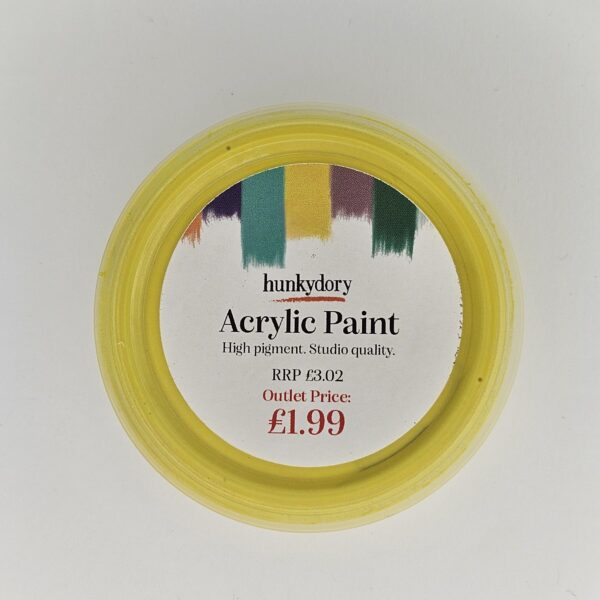 hunkydory
Acrylic Paint
High pigment. Studio quality.
RRP £3.02
Outlet Price:
£1.99